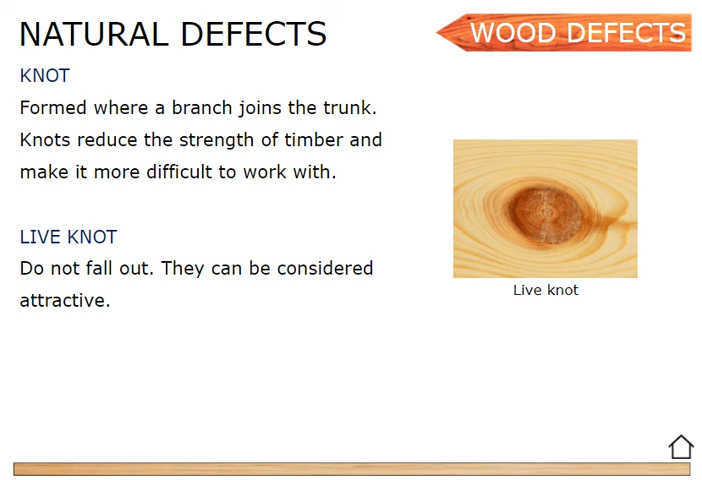 NATURAL DEFECTS
WOOD DEFECTS
KNOT
Formed where a branch joins the trunk.
Knots reduce the strength of timber and
make it more difficult to work with.
LIVE KNOT
Do not fall out. They can be considered
attractive.
Live knot